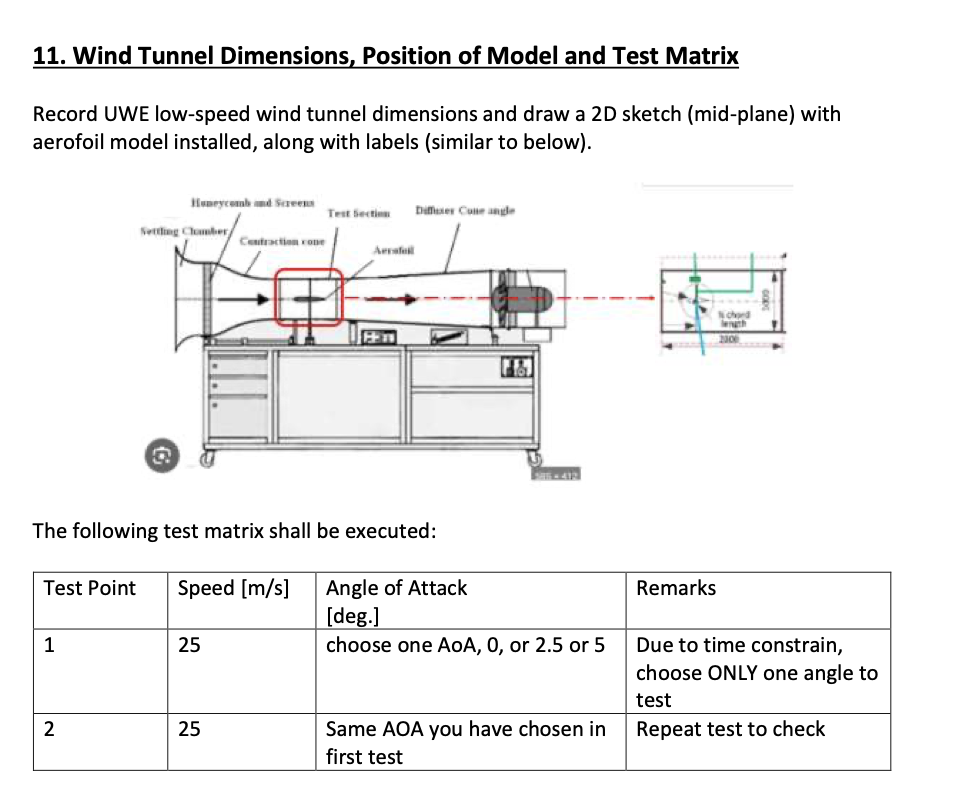 11. Wind Tunnel Dimensions, Position of Model and Test Matrix
Record UWE low-speed wind tunnel dimensions and draw a 2D sketch (mid-plane) with
aerofoil model installed, along with labels (similar to below).
Honeycomb and Screens
Test Section
Diffuser Cone angle
Settling Chamber
Contraction cone
Aerofoil
¼ chord
length
1000
2000
585 × 412
The following test matrix shall be executed:
Test Point
Speed [m/s]
Angle of Attack
[deg.]
Remarks
1
25
choose one AoA, 0, or 2.5 or 5
Due to time constrain,
choose ONLY one angle to
test
2
25
Same AOA you have chosen in
first test
Repeat test to check